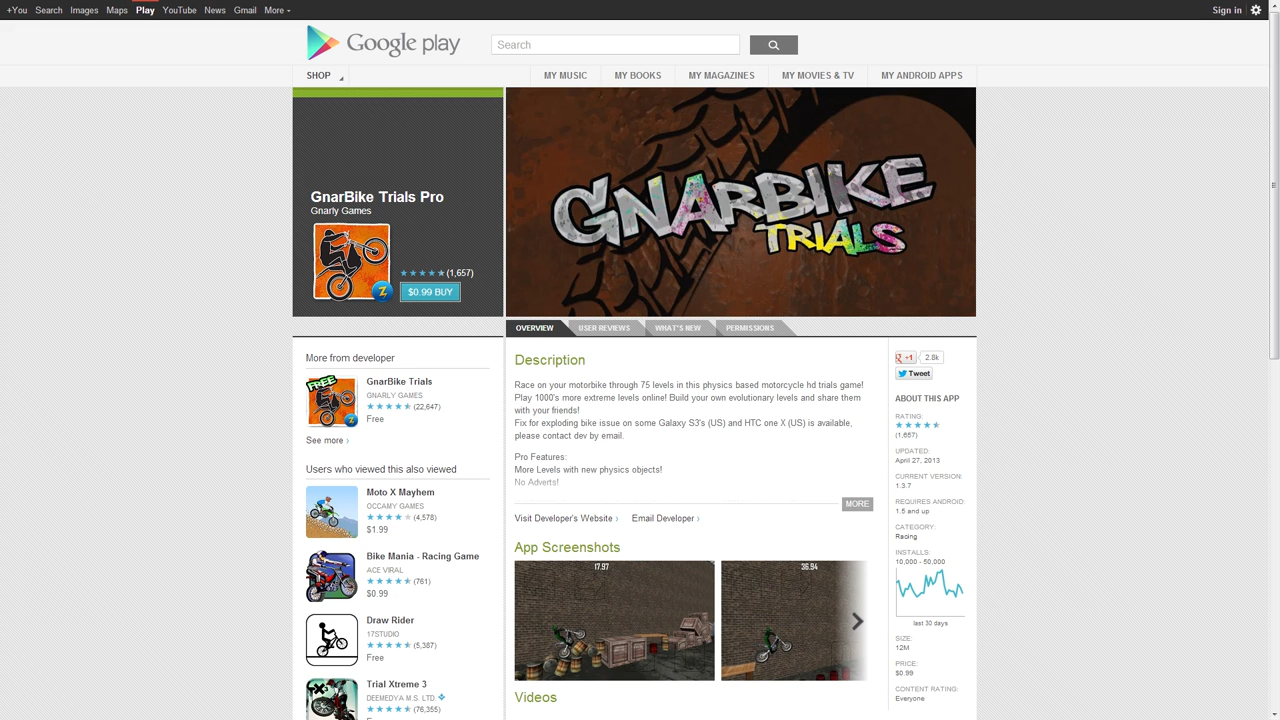 +You Search Images Maps Play YouTube News Gmail More
Sign in
Google play
Search
SHOP
MY MUSIC MY BOOKS MY MAGAZINES MY MOVIES & TV MY ANDROID APPS
GnarBike Trials Pro
Gnarly Games
(1,657)
$0.99 BUY
GNARBIKE
TRIALS
OVERVIEW USER REVIEWS WHAT'S NEW PERMISSIONS
More from developer
FREE
GnarBike Trials
GNARLY GAMES
(22,647)
Free
See more ›
Users who viewed this also viewed
Moto X Mayhem
OCCAMY GAMES
(4,578)
$1.99
Bike Mania - Racing Game
ACE VIRAL
(761)
$0.99
Draw Rider
17STUDIO
(5,387)
Free
Trial Xtreme 3
DEEMEDYA M.S. LTD.
(76,355)
Description
Race on your motorbike through 75 levels in this physics based motorcycle hd trials game!
Play 1000's more extreme levels online! Build your own evolutionary levels and share them
with your friends!
Fix for exploding bike issue on some Galaxy S3's (US) and HTC one X (US) is available,
please contact dev by email.
Pro Features:
More Levels with new physics objects!
No Adverts!
MORE
Visit Developer's Website › Email Developer ›
App Screenshots
17.97
36.94
Videos
+1 2.8k
Tweet
ABOUT THIS APP
RATING:
(1,657)
UPDATED:
April 27, 2013
CURRENT VERSION:
1.3.7
REQUIRES ANDROID:
1.5 and up
CATEGORY:
Racing
INSTALLS:
10,000 - 50,000
last 30 days
SIZE:
12M
PRICE:
$0.99
CONTENT RATING:
Everyone